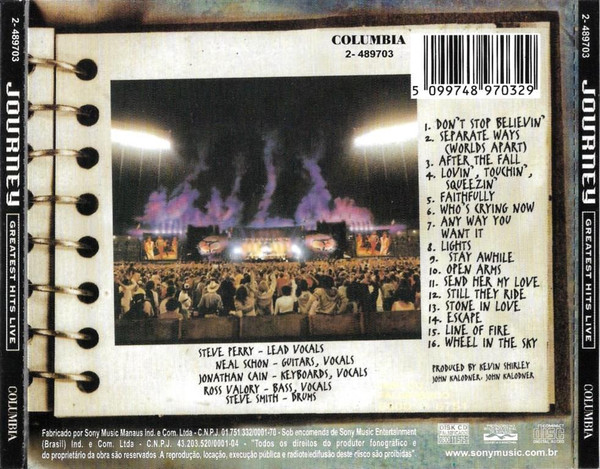 2-489703
JOURNEY
GREATEST HITS LIVE
COLUMBIA
COLUMBIA
2-489703
5 099748 970329
1. DON'T STOP BELIEVIN'
2. SEPARATE WAYS
(WORLDS APART)
3. AFTER THE FALL
4. LOVIN', TOUCHIN',
SQUEEZIN'
5. FAITHFULLY
6. WHO'S CRYING NOW
7. ANY WAY YOU
WANT IT
8. LIGHTS
9. STAY AWHILE
10. OPEN ARMS
11. SEND HER MY LOVE
12. STILL THEY RIDE
13. STONE IN LOVE
14. ESCAPE
15. LINE OF FIRE
16. WHEEL IN THE SKY
PRODUCED BY KEVIN SHIRLEY
JOHN KALODNER: JOHN KALODNER
STEVE PERRY - LEAD VOCALS
NEAL SCHON - GUITARS, VOCALS
JONATHAN CAIN - KEYBOARDS, VOCALS
ROSS VALORY - BASS, VOCALS
STEVE SMITH - DRUMS
Fabricado por Sony Music Manaus Ind. e Com. Ltda - C.N.P.J. 01.751.332/0001-70 - Sob encomenda de Sony Music Entertainment
(Brasil) Ind. e Com. Ltda. - C.N.P.J. 43.203.520/0001-04 - "Todos os direitos do produtor fonográfico e
do proprietário da obra são reservados. A reprodução, locação, execução pública e radioteledifusão deste disco são proibidas".
www.sonymusic.com.br
2-489703
JOURNEY
GREATEST HITS LIVE
COLUMBIA